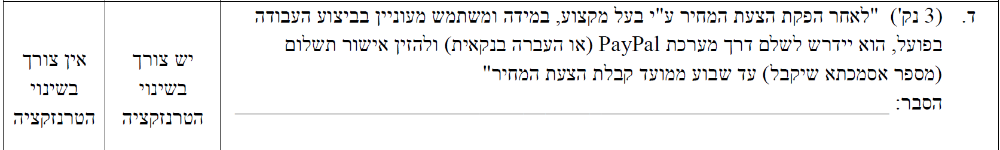 ד. (3 נק') "לאחר הפקת הצעת המחיר ע"י בעל מקצוע, במידה ומשתמש מעוניין בביצוע העבודה
בפועל, הוא יידרש לשלם דרך מערכת PayPal (או העברה בנקאית) ולהזין אישור תשלום
(מספר אסמכתא שיקבל) עד שבוע ממועד קבלת הצעת המחיר"
הסבר: ____________________
יש צורך
בשינוי
הטרנזקציה
אין צורך
בשינוי
הטרנזקציה